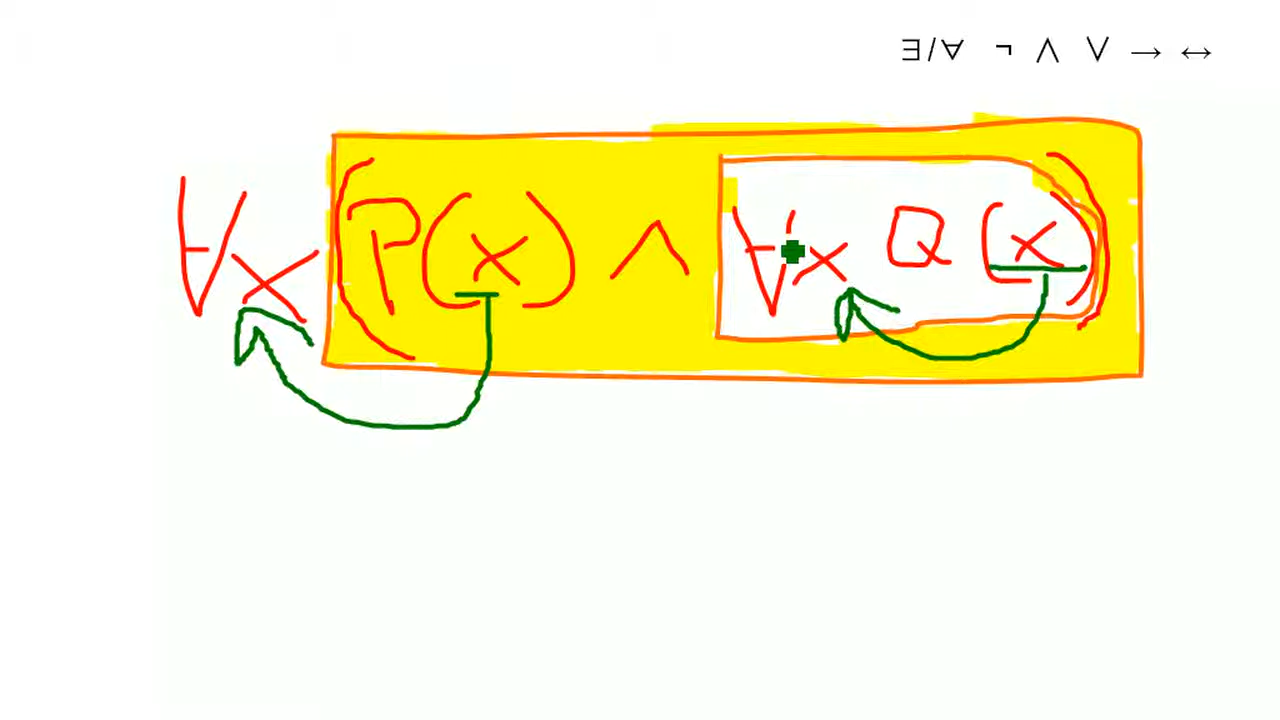 ∃/∀ ¬ ∧ ∨ → ↔
∀x (P(x) ∧ ∀x Q(x))